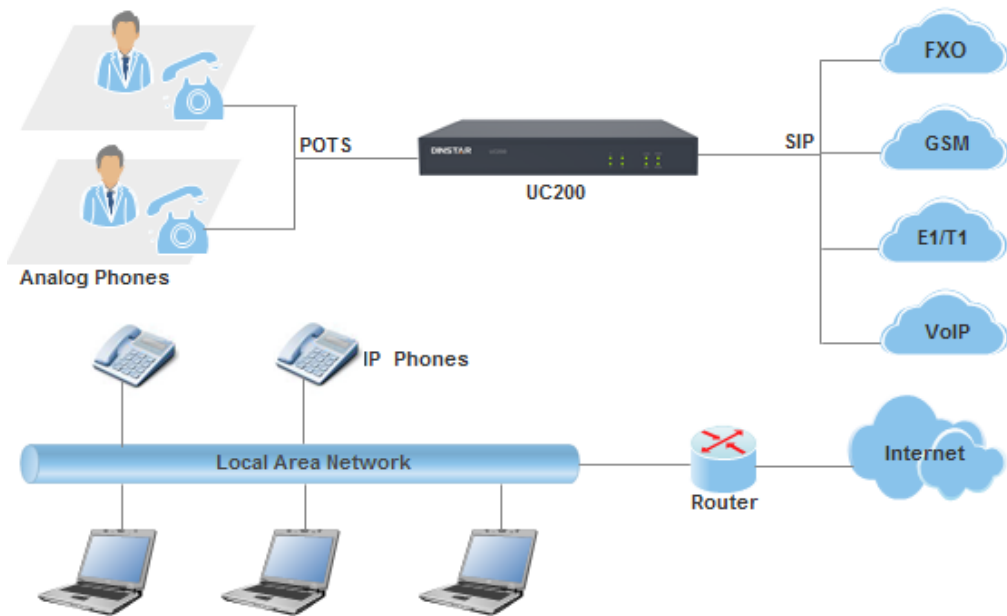 FXO
POTS
DINSTAR
SIP
GSM
UC200
E1/T1
Analog Phones
VoIP
IP Phones
Local Area Network
Internet
Router